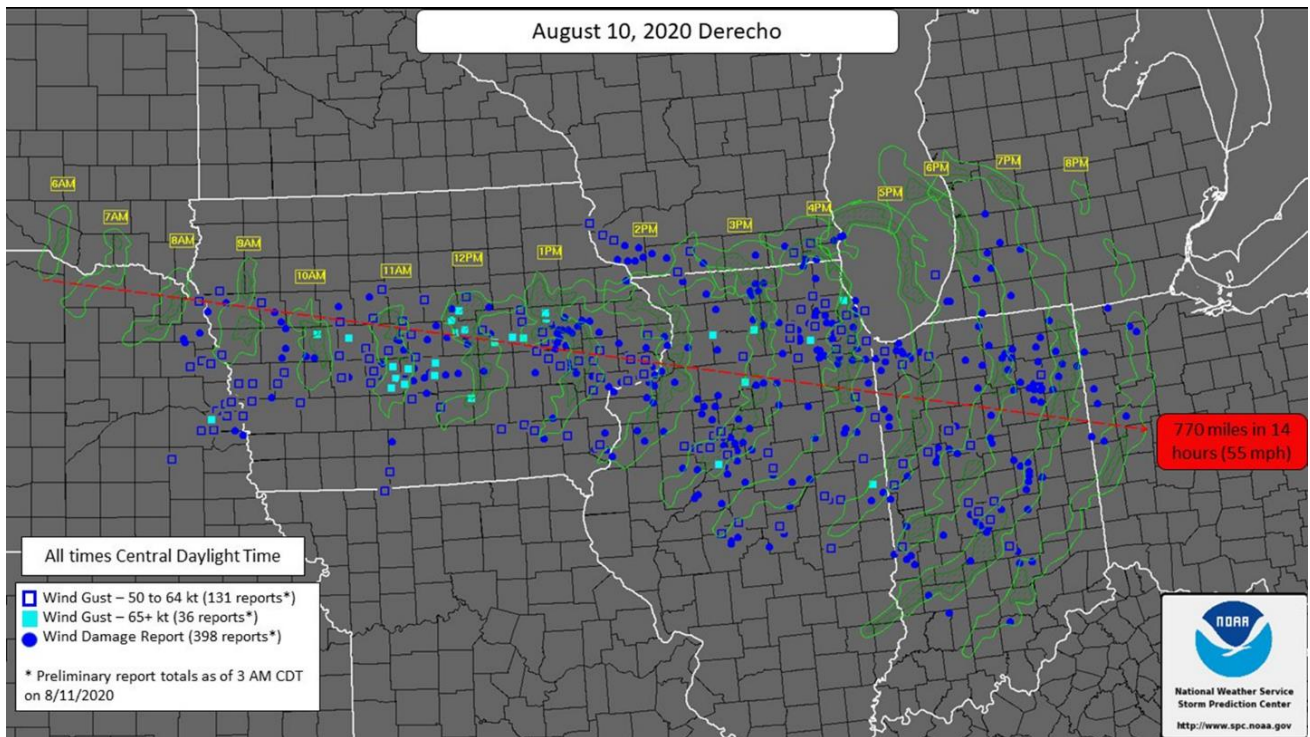 August 10, 2020 Derecho
6AM
7AM
8AM
9AM
10AM
11AM
12PM
1PM
2PM
3PM
4PM
5PM
6PM
7PM
8PM
770 miles in 14
hours (55 mph)
All times Central Daylight Time
Wind Gust – 50 to 64 kt (131 reports*)
Wind Gust – 65+ kt (36 reports*)
Wind Damage Report (398 reports*)
* Preliminary report totals as of 3 AM CDT
on 8/11/2020
NOAA
National Weather Service
Storm Prediction Center
http://www.spc.noaa.gov